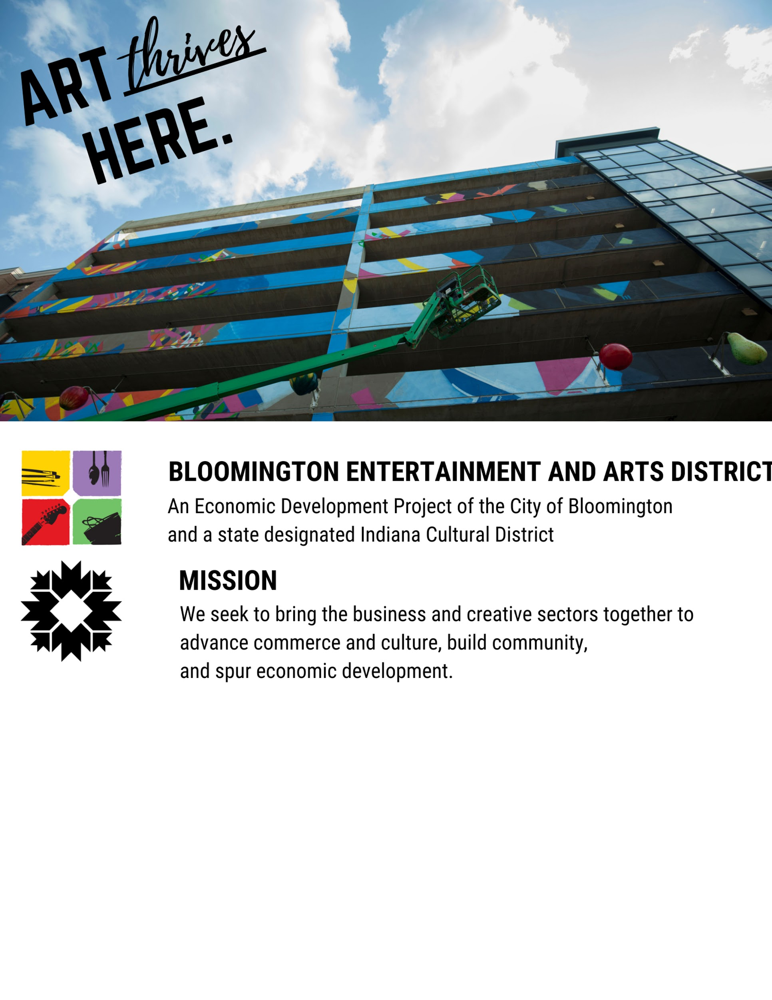 ART thrives
HERE.
BLOOMINGTON ENTERTAINMENT AND ARTS DISTRICT
An Economic Development Project of the City of Bloomington
and a state designated Indiana Cultural District
MISSION
We seek to bring the business and creative sectors together to
advance commerce and culture, build community,
and spur economic development.